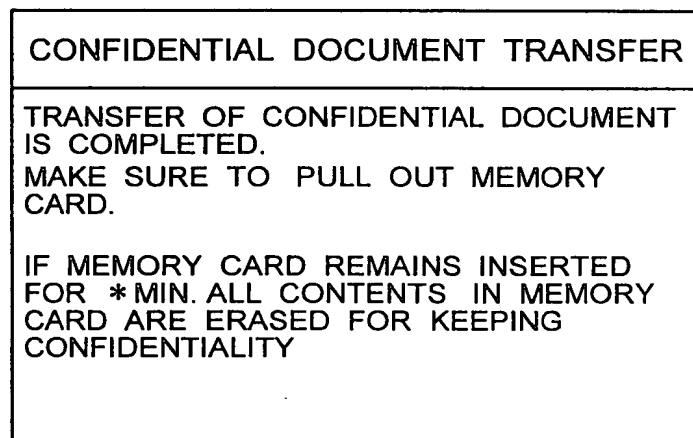 CONFIDENTIAL DOCUMENT TRANSFER
TRANSFER OF CONFIDENTIAL DOCUMENT
IS COMPLETED.
MAKE SURE TO PULL OUT MEMORY
CARD.
IF MEMORY CARD REMAINS INSERTED
FOR *MIN. ALL CONTENTS IN MEMORY
CARD ARE ERASED FOR KEEPING
CONFIDENTIALITY